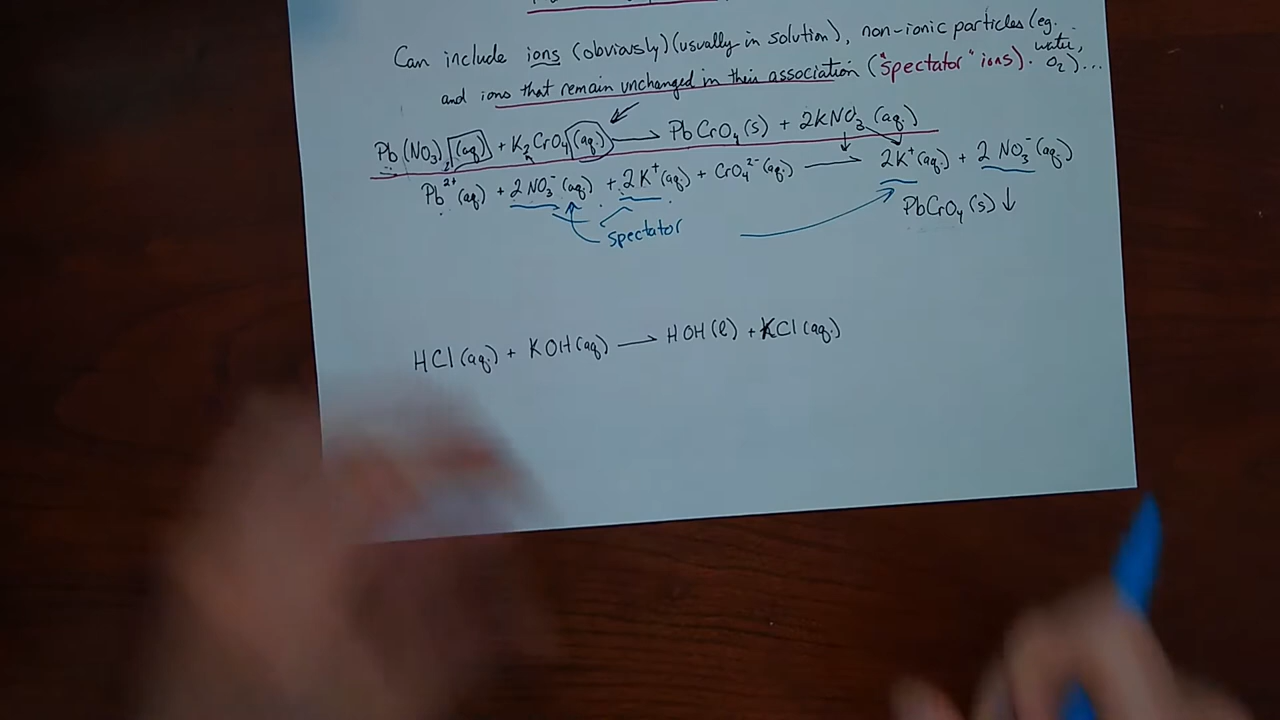 Can include ions (obviously) (usually in solution), non-ionic particles (eg. water, O₂)...
and ions that remain unchanged in their association ("spectator" ions).
Pb(NO₃)₂(aq) + K₂CrO₄(aq.) → PbCrO₄(s) + 2KNO₃(aq.)
Pb²⁺(aq) + 2NO₃⁻(aq) + 2K⁺(aq) + CrO₄²⁻(aq.) → 2K⁺(aq.) + 2NO₃⁻(aq.)
PbCrO₄(s)↓
spectator
HCl(aq.) + KOH(aq) → HOH(l) + KCl(aq.)